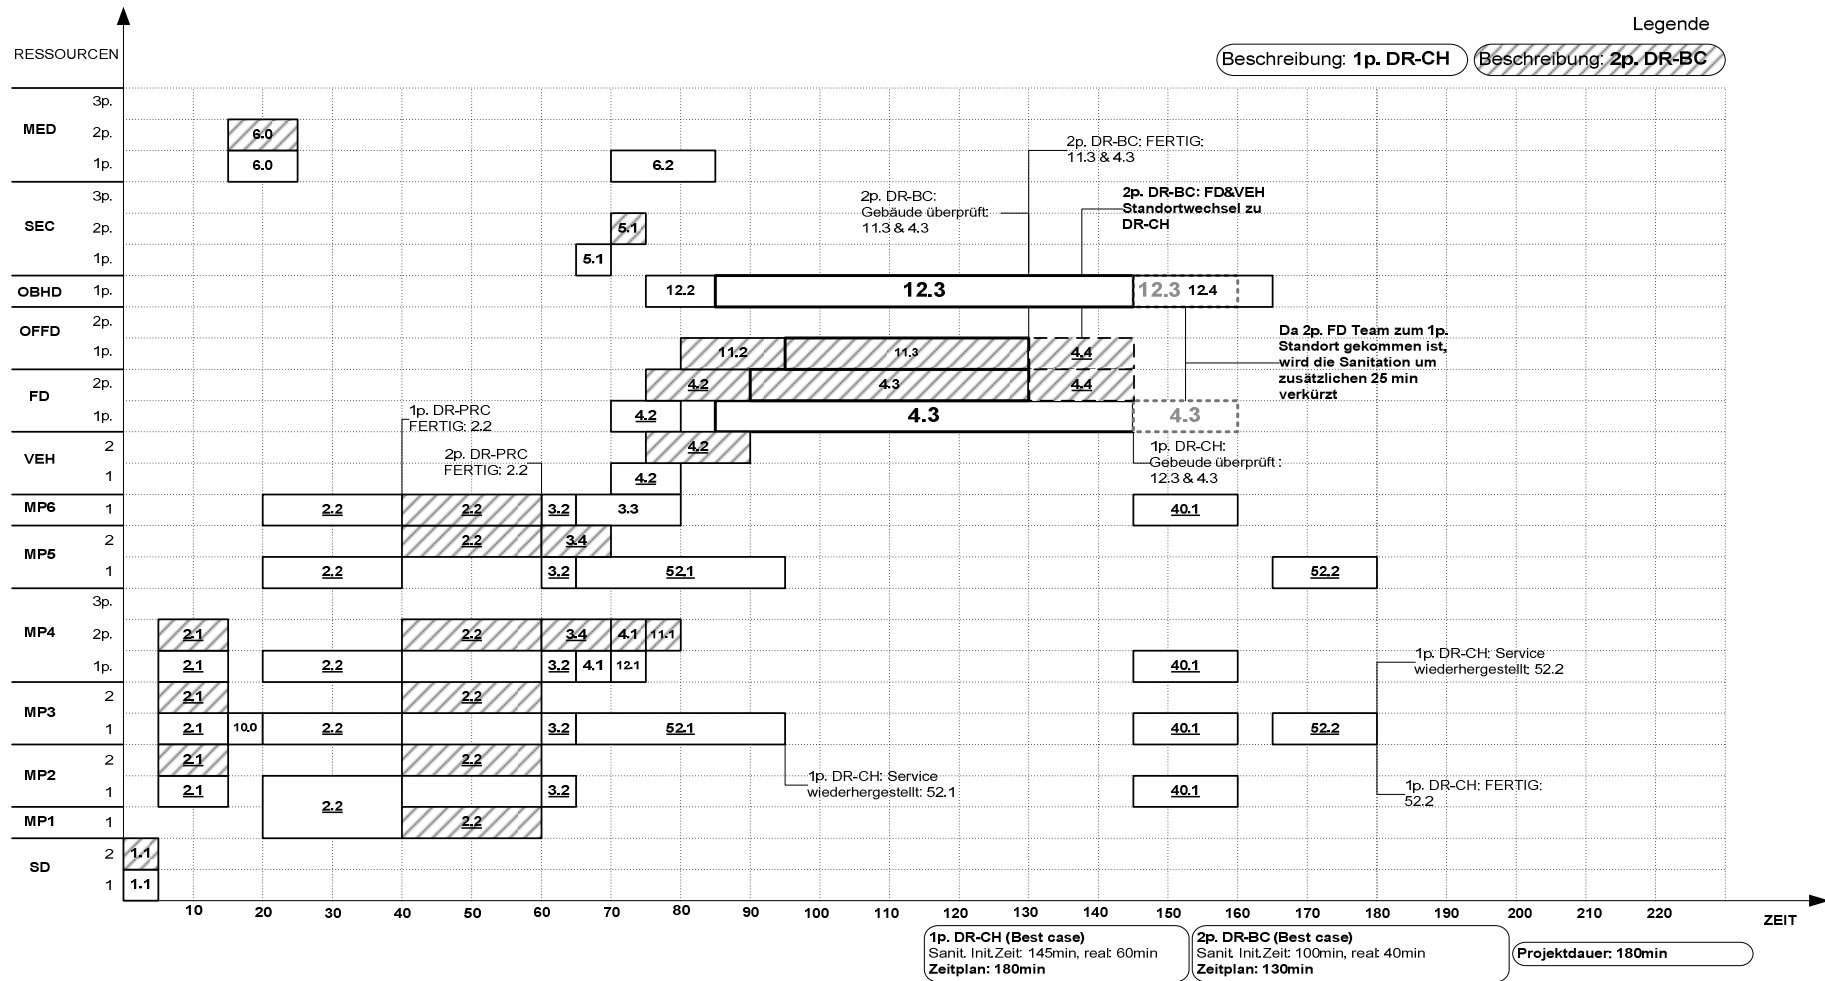 Legende
RESSOURCEN
Beschreibung: 1p. DR-CH
Beschreibung: 2p. DR-BC
3p.
MED
2p.
6.0
1p.
6.0
6.2
2p. DR-BC: FERTIG:
11.3 & 4.3
3p.
SEC
2p.
5.1
1p.
5.1
2p. DR-BC:
Gebäude überprüft:
11.3 & 4.3
2p. DR-BC: FD&VEH
Standortwechsel zu
DR-CH
OBHD
1p.
12.2
12.3
12.3
12.4
2p.
OFFD
1p.
11.2
11.3
4.4
Da 2p. FD Team zum 1p.
Standort gekommen ist,
wird die Sanitation um
zusätzlichen 25 min
verkürzt
2p.
FD
4.2
4.3
4.4
1p.
4.2
4.3
4.3
1p. DR-PRC
FERTIG: 2.2
2
VEH
4.2
1
4.2
2p. DR-PRC
FERTIG: 2.2
1p. DR-CH:
Gebeude überprüft :
12.3 & 4.3
MP6
1
2.2
2.2
3.2
3.3
40.1
2
MP5
2.2
3.4
1
2.2
3.2
52.1
52.2
3p.
MP4
2p.
2.1
2.2
3.4
4.1
11.1
1p.
2.1
2.2
3.2
4.1
12.1
40.1
1p. DR-CH: Service
wiederhergestellt: 52.2
2
MP3
2.1
2.2
1
2.1
10.0
2.2
3.2
52.1
40.1
52.2
2
MP2
2.1
2.2
1
2.1
2.2
3.2
40.1
1p. DR-CH: Service
wiederhergestellt: 52.1
1p. DR-CH: FERTIG:
52.2
MP1
1
2.2
2
SD
1.1
1
1.1
10 20 30 40 50 60 70 80 90 100 110 120 130 140 150 160 170 180 190 200 210 220
ZEIT
1p. DR-CH (Best case)
Sanit. Init.Zeit: 145min, real: 60min
Zeitplan: 180min
2p. DR-BC (Best case)
Sanit. Init.Zeit: 100min, real: 40min
Zeitplan: 130min
Projektdauer: 180min